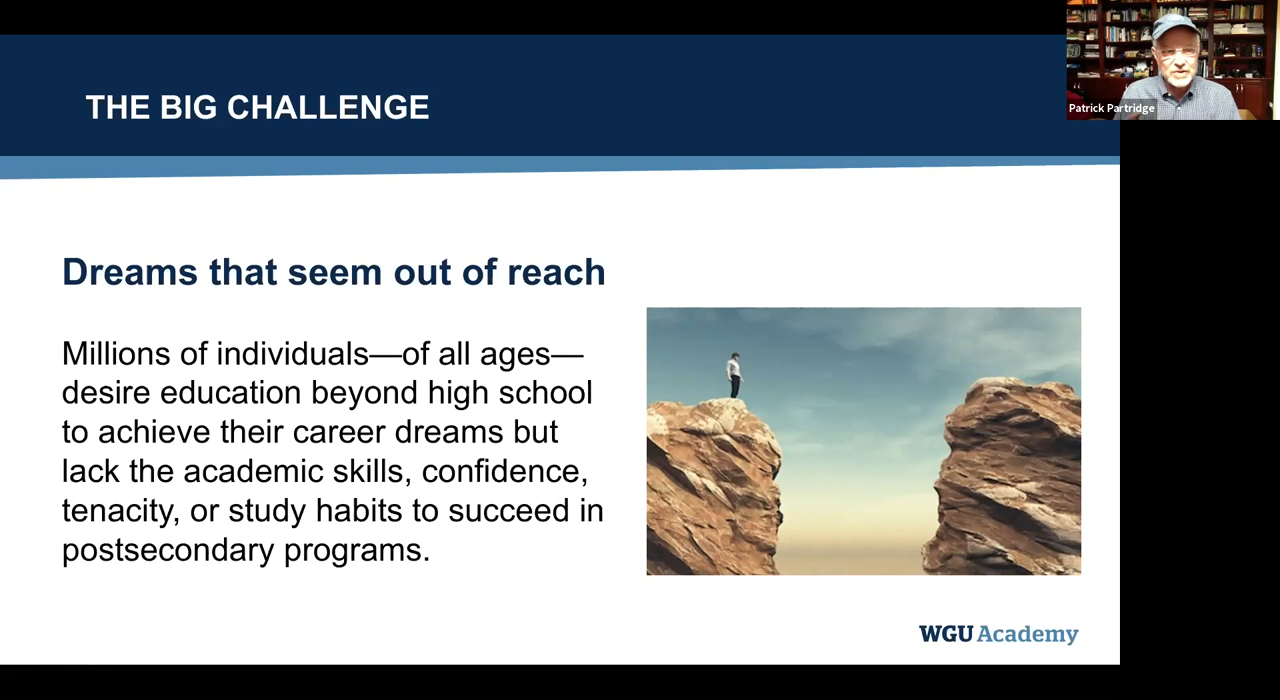 THE BIG CHALLENGE
Patrick Partridge
Dreams that seem out of reach
Millions of individuals—of all ages—
desire education beyond high school
to achieve their career dreams but
lack the academic skills, confidence,
tenacity, or study habits to succeed in
postsecondary programs.
WGU Academy